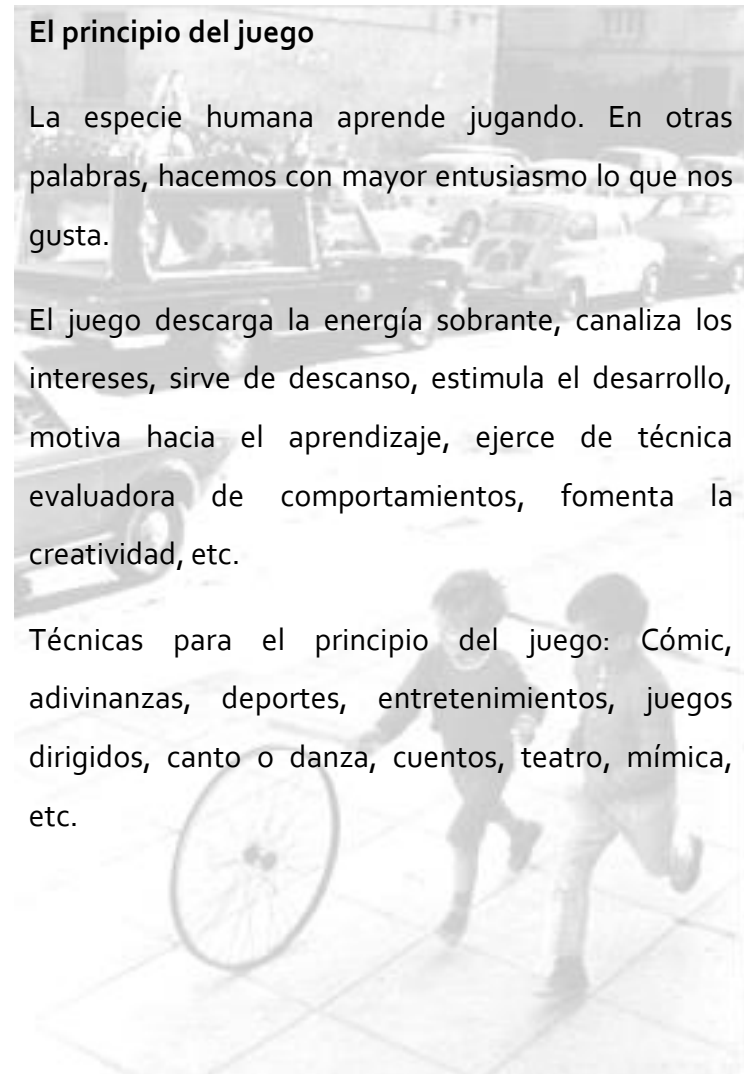 El principio del juego
La especie humana aprende jugando. En otras
palabras, hacemos con mayor entusiasmo lo que nos
gusta.
El juego descarga la energía sobrante, canaliza los
intereses, sirve de descanso, estimula el desarrollo,
motiva hacia el aprendizaje, ejerce de técnica
evaluadora de comportamientos, fomenta la
creatividad, etc.
Técnicas para el principio del juego: Cómic,
adivinanzas, deportes, entretenimientos, juegos
dirigidos, canto o danza, cuentos, teatro, mímica,
etc.